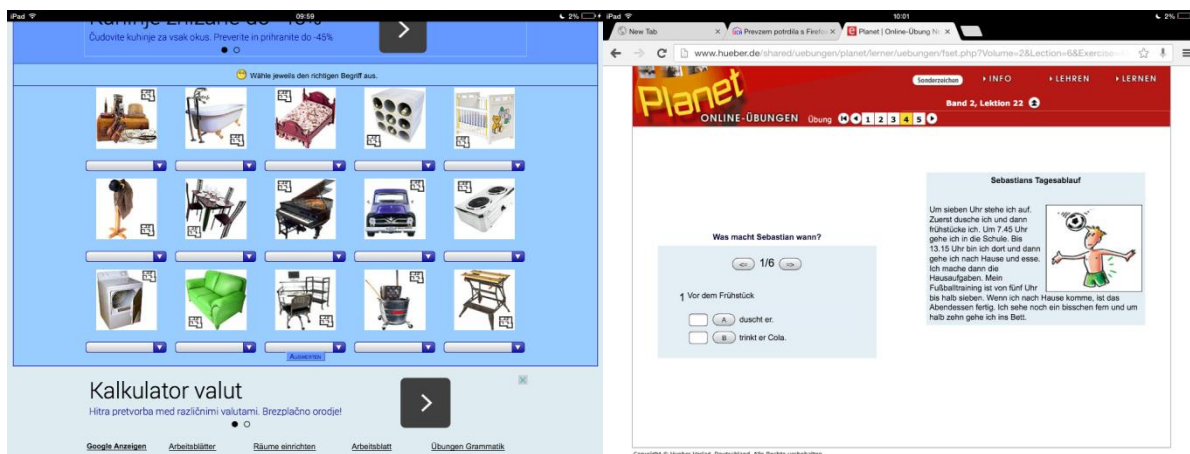 iPad
09:59
2%
Čudovite kuhinje za vsak okus. Preverite in prihranite do -45%
Wähle jeweils den richtigen Begriff aus.
AUSWERTEN
Kalkulator valut
Hitra pretvorba med različnimi valutami. Brezplačno orodje!
Google Anzeigen
Arbeitsblätter
Räume einrichten
Arbeitsblatt
Übungen Grammatik
iPad
10:01
2%
New Tab
Prevzem potrdila s Firefo
Planet | Online-Übung N
www.hueber.de/shared/uebungen/planet/lerner/uebungen/fset.php?Volume=2&Lection=6&Exercise
Planet
Sonderzeichen
INFO
LEHREN
LERNEN
Band 2, Lektion 22
ONLINE-ÜBUNGEN Übung 1 2 3 4 5
Was macht Sebastian wann?
1/6
1 Vor dem Frühstück
A duscht er.
B trinkt er Cola.
Sebastians Tagesablauf
Um sieben Uhr stehe ich auf.
Zuerst dusche ich und dann
frühstücke ich. Um 7.45 Uhr
gehe ich in die Schule. Bis
13.15 Uhr bin ich dort und dann
gehe ich nach Hause und esse.
Ich mache dann die
Hausaufgaben. Mein
Fußballtraining ist von fünf Uhr
bis halb sieben. Wenn ich nach Hause komme, ist das
Abendessen fertig. Ich sehe noch ein bisschen fern und um
halb zehn gehe ich ins Bett.